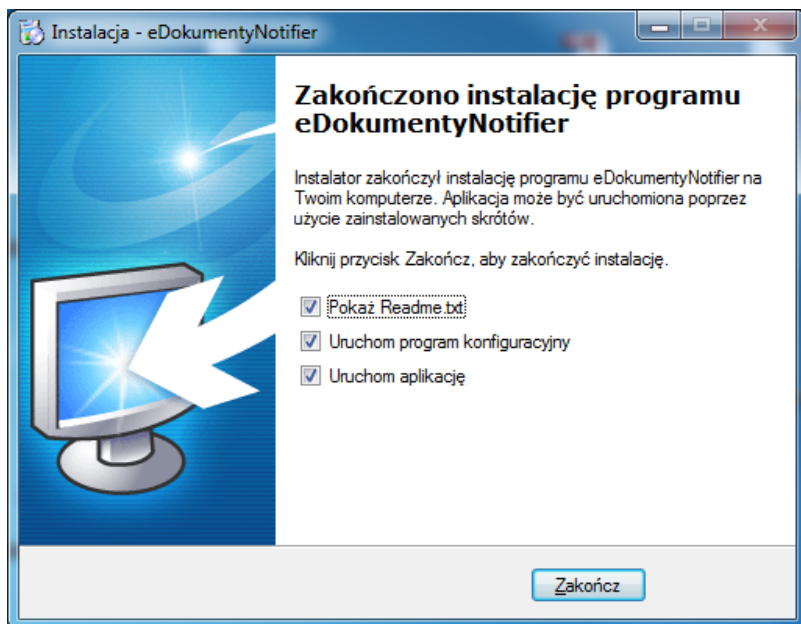 Instalacja - eDokumentyNotifier
Zakończono instalację programu
eDokumentyNotifier
Instalator zakończył instalację programu eDokumentyNotifier na
Twoim komputerze. Aplikacja może być uruchomiona poprzez
użycie zainstalowanych skrótów.
Kliknij przycisk Zakończ, aby zakończyć instalację.
Pokaż Readme.txt
Uruchom program konfiguracyjny
Uruchom aplikację
Zakończ